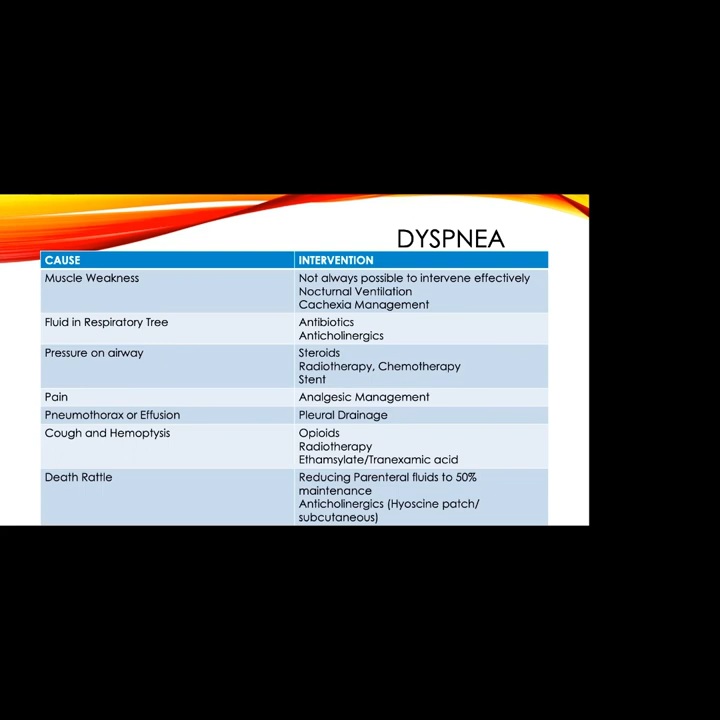 DYSPNEA
CAUSE INTERVENTION
Muscle Weakness Not always possible to intervene effectively
Nocturnal Ventilation
Cachexia Management
Fluid in Respiratory Tree Antibiotics
Anticholinergics
Pressure on airway Steroids
Radiotherapy, Chemotherapy
Stent
Pain Analgesic Management
Pneumothorax or Effusion Pleural Drainage
Cough and Hemoptysis Opioids
Radiotherapy
Ethamsylate/Tranexamic acid
Death Rattle Reducing Parenteral fluids to 50%
maintenance
Anticholinergics (Hyoscine patch/
subcutaneous)